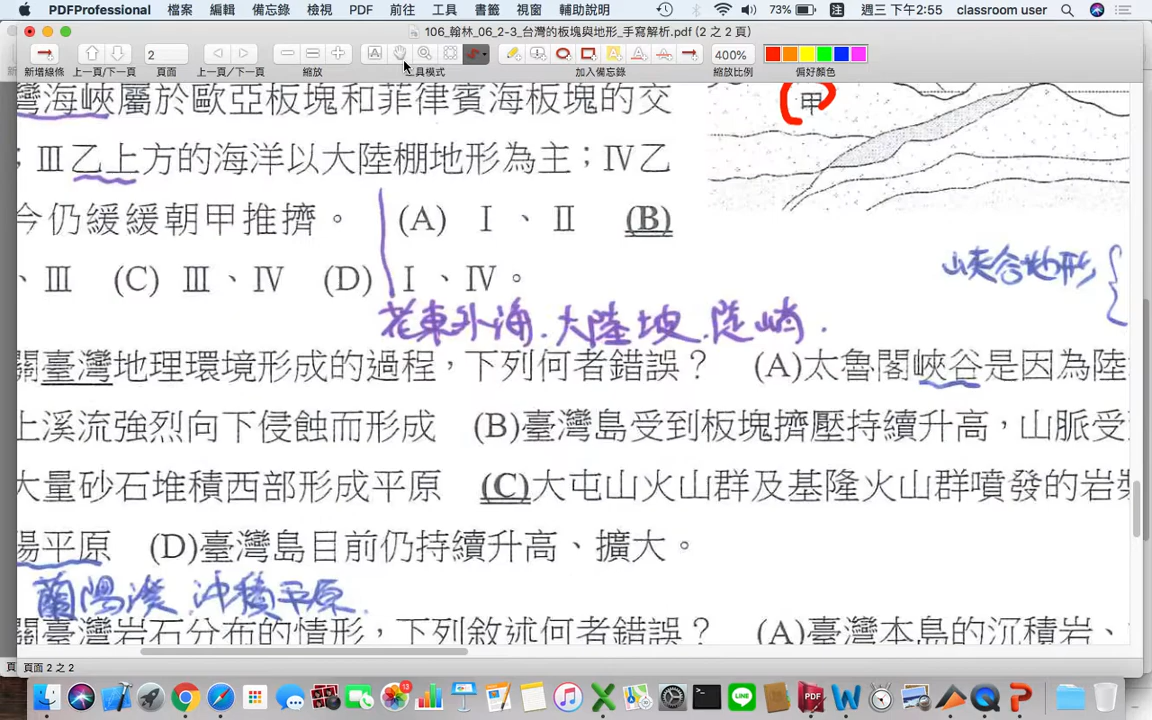 PDFProfessional 檔案 編輯 備忘錄 檢視 PDF 前往 工具 書籤 視窗 輔助說明 73% 注 週三 下午2:55 classroom user
106_翰林_06_2-3_台灣的板塊與地形_手寫解析.pdf (2 之 2 頁)
2 400%
新增線條 上一頁/下一頁 頁面 上一頁/下一頁 縮放 工具模式 加入備忘錄 縮放比例 偏好顏色
彎海峽屬於歐亞板塊和菲律賓海板塊的交
甲
；Ⅲ乙上方的海洋以大陸棚地形為主；Ⅳ乙
今仍緩緩朝甲推擠。 (A) Ⅰ、Ⅱ (B)
、Ⅲ (C) Ⅲ、Ⅳ (D) Ⅰ、Ⅳ。
峽谷地形
花東外海.大陸坡.陡峭.
關臺灣地理環境形成的過程，下列何者錯誤？ (A)太魯閣峽谷是因為陸
上溪流強烈向下侵蝕而形成 (B)臺灣島受到板塊擠壓持續升高，山脈受
大量砂石堆積西部形成平原 (C)大屯山火山群及基隆火山群噴發的岩漿
陽平原 (D)臺灣島目前仍持續升高、擴大。
蘭陽溪.沖積平原.
關臺灣岩石分布的情形，下列敘述何者錯誤？ (A)臺灣本島的沉積岩、
頁 頁面 2 之 2
13
LINE
PDF